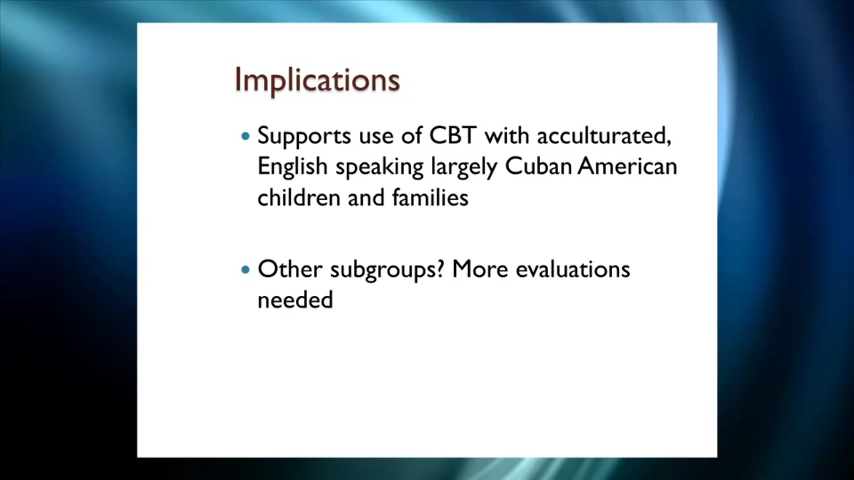 Implications
• Supports use of CBT with acculturated,
English speaking largely Cuban American
children and families
• Other subgroups? More evaluations
needed